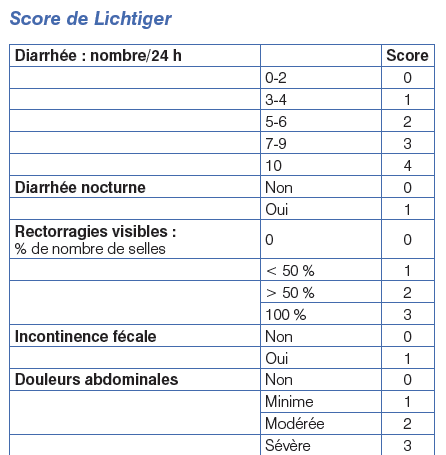 Score de Lichtiger
Diarrhée : nombre/24 h Score
0-2 0
3-4 1
5-6 2
7-9 3
10 4
Diarrhée nocturne Non 0
Oui 1
Rectorragies visibles :
% de nombre de selles 0 0
< 50 % 1
> 50 % 2
100 % 3
Incontinence fécale Non 0
Oui 1
Douleurs abdominales Non 0
Minime 1
Modérée 2
Sévère 3